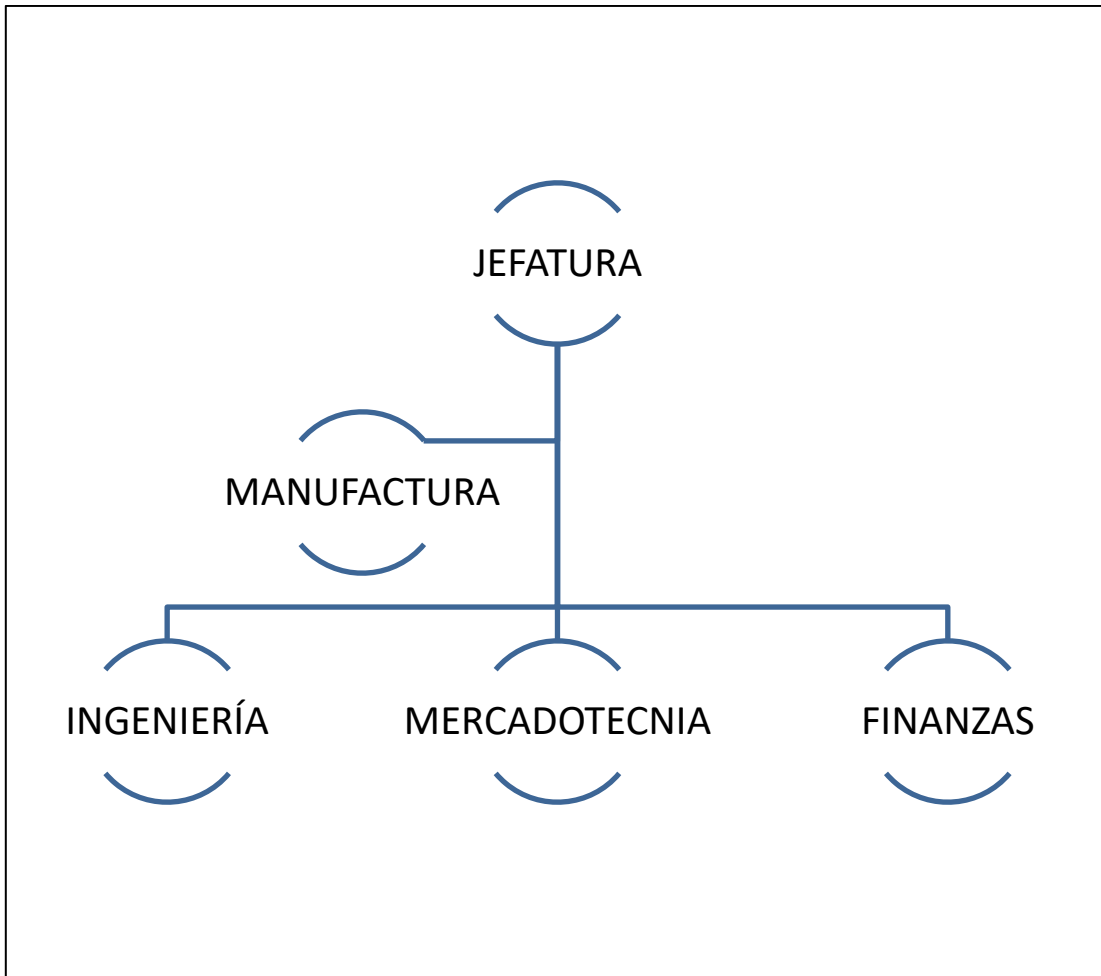 JEFATURA
MANUFACTURA
INGENIERÍA
MERCADOTECNIA
FINANZAS